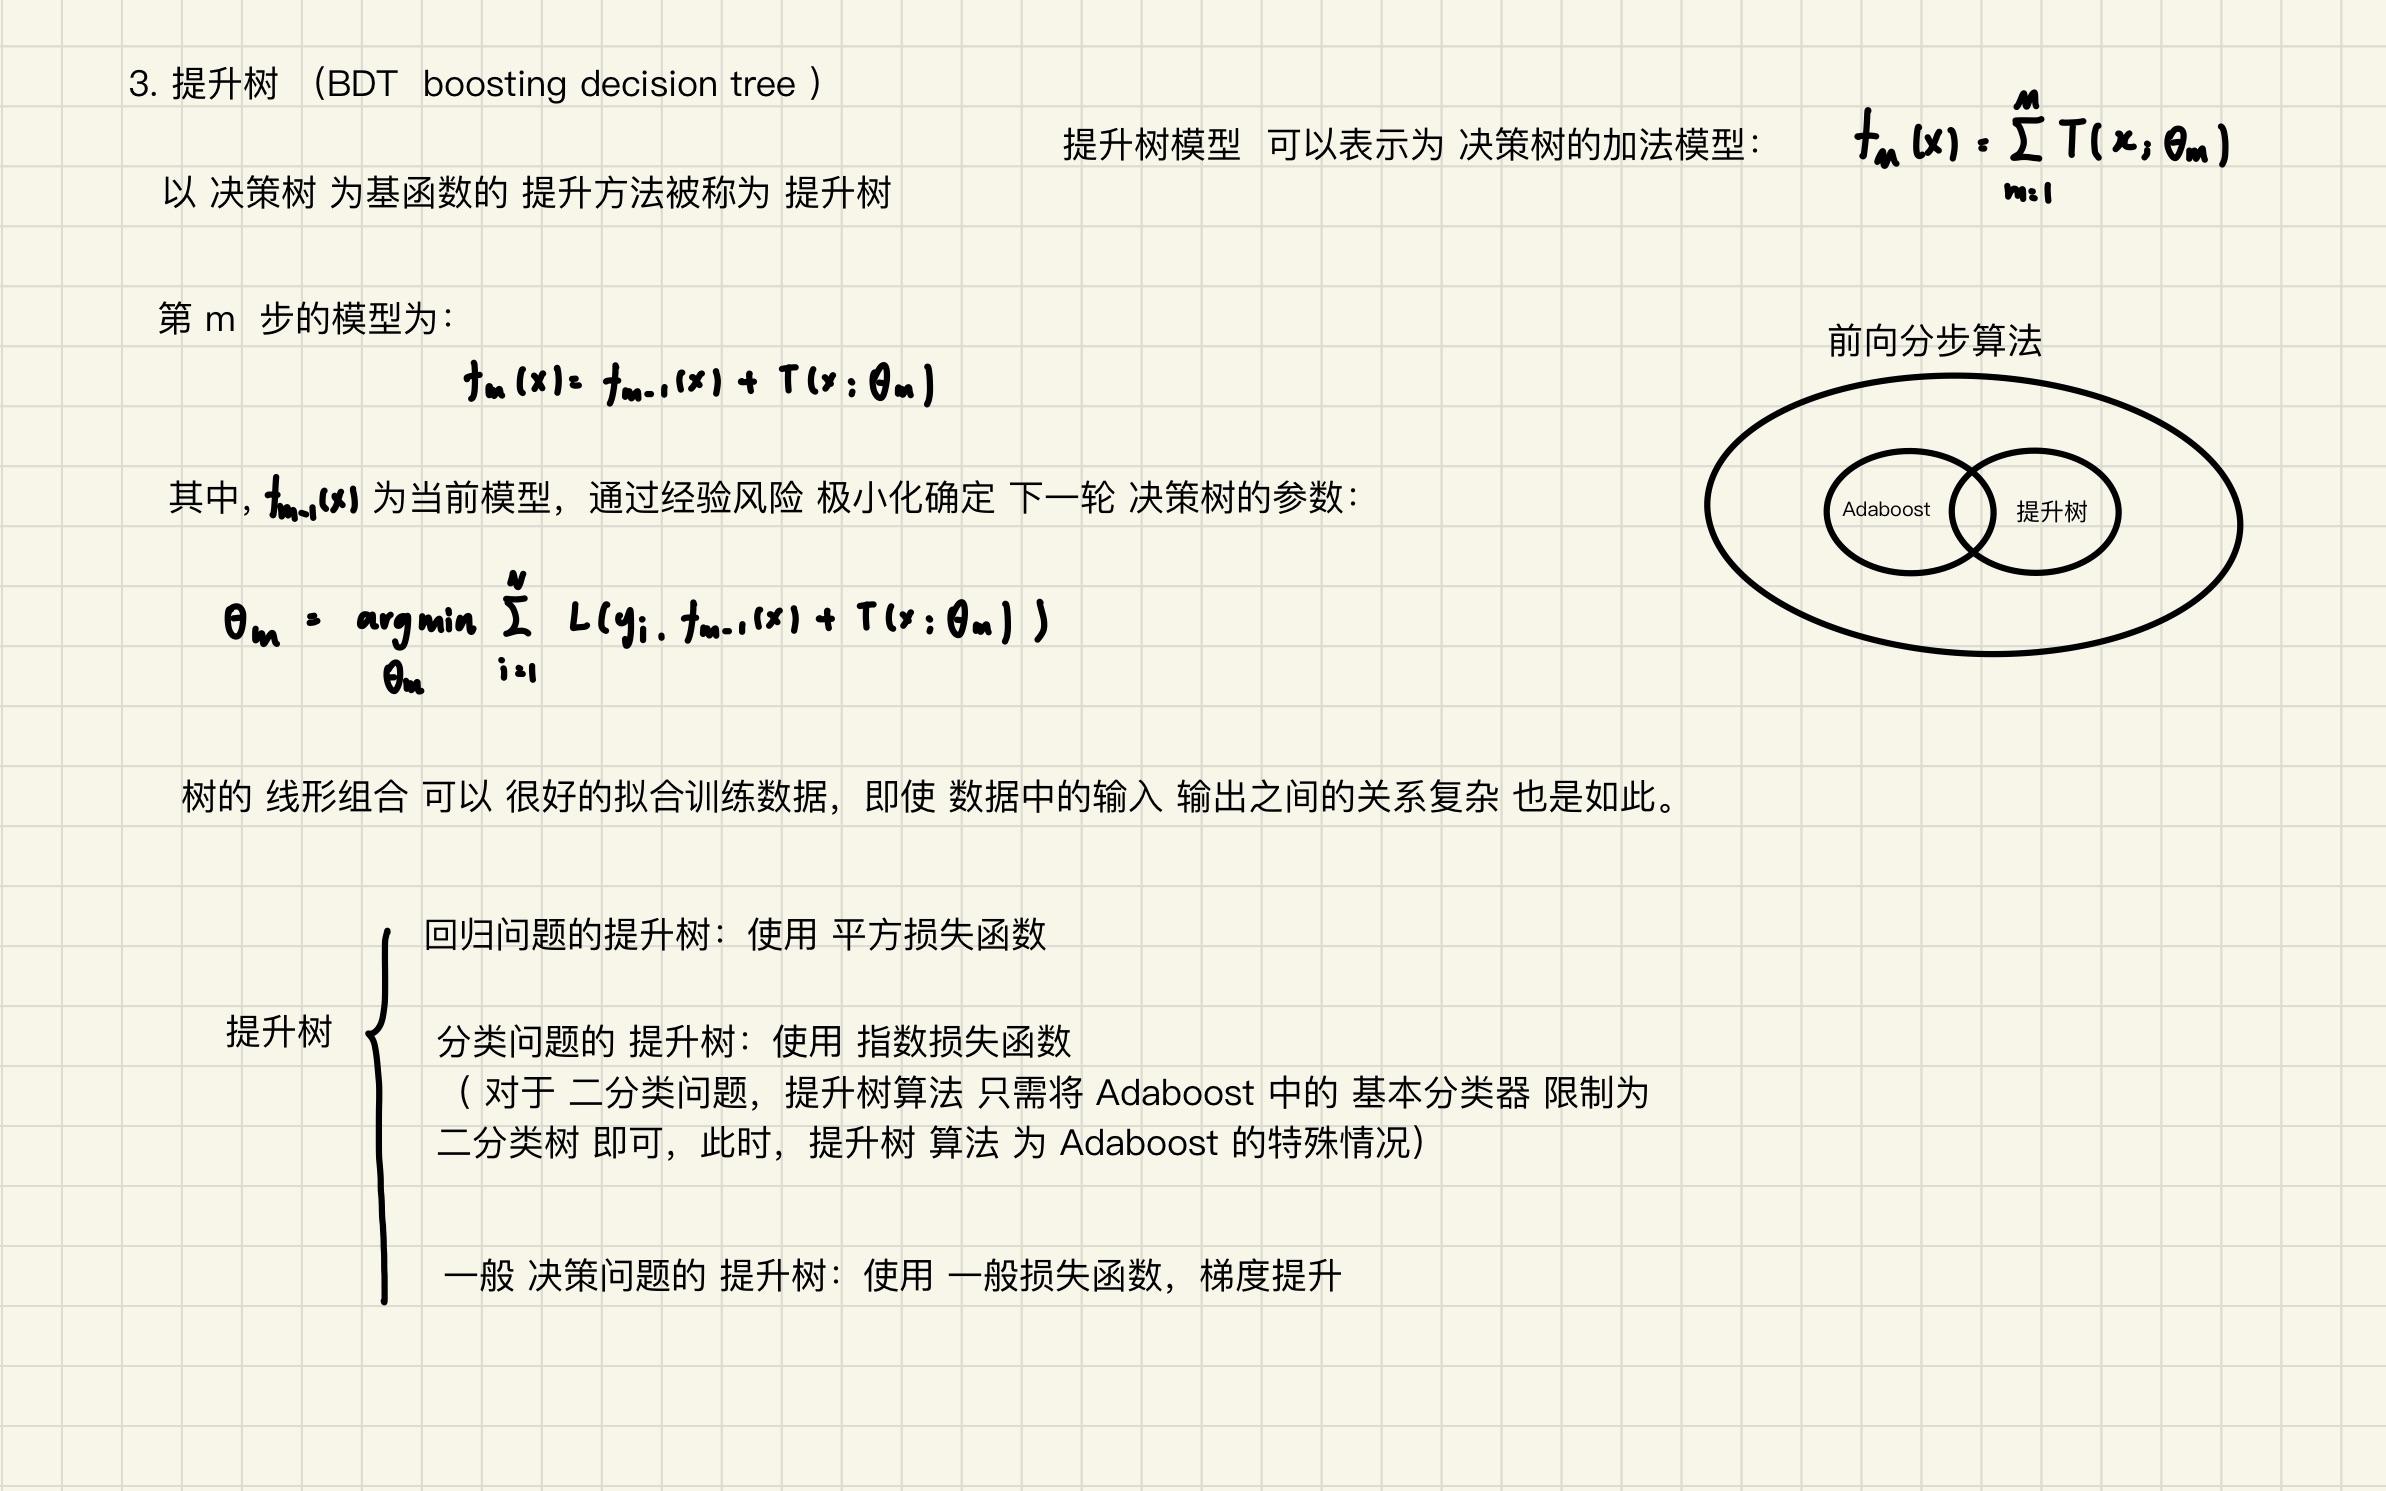 3. 提升树 （BDT boosting decision tree ）
提升树模型 可以表示为 决策树的加法模型： f_M(x) = Σ_{m=1}^{M} T(x; θ_m)
以 决策树 为基函数的 提升方法被称为 提升树
第 m 步的模型为：
f_m(x) = f_{m-1}(x) + T(x; θ_m)
前向分步算法
Adaboost 提升树
其中, f_{m-1}(x) 为当前模型，通过经验风险 极小化确定 下一轮 决策树的参数：
θ_m = argmin_{θ_m} Σ_{i=1}^{N} L(y_i, f_{m-1}(x) + T(x; θ_m))
树的 线形组合 可以 很好的拟合训练数据，即使 数据中的输入 输出之间的关系复杂 也是如此。
提升树
回归问题的提升树：使用 平方损失函数
分类问题的 提升树：使用 指数损失函数
（ 对于 二分类问题，提升树算法 只需将 Adaboost 中的 基本分类器 限制为
二分类树 即可，此时，提升树 算法 为 Adaboost 的特殊情况）
一般 决策问题的 提升树：使用 一般损失函数，梯度提升